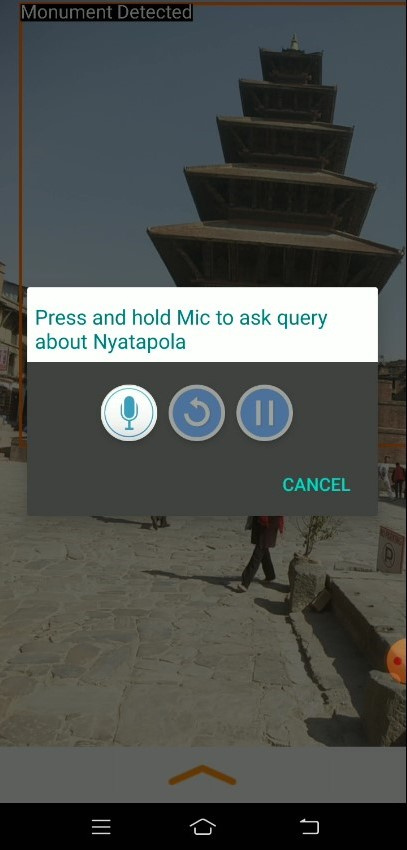 Monument Detected
Press and hold Mic to ask query
about Nyatapola
CANCEL
P